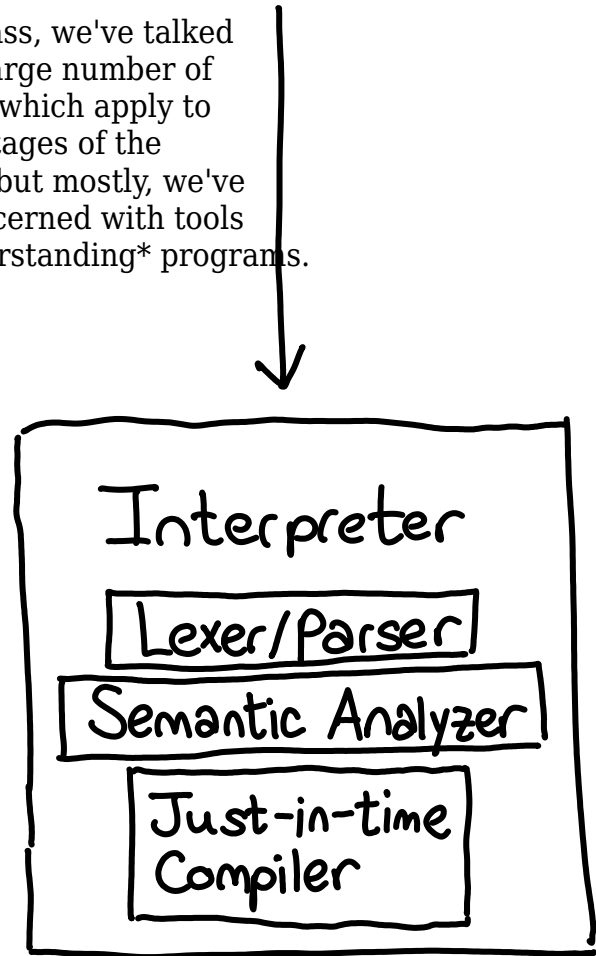 ass, we've talked
arge number of
which apply to
tages of the
but mostly, we've
cerned with tools
rstanding* programs.
Interpreter
Lexer/Parser
Semantic Analyzer
Just-in-time
Compiler